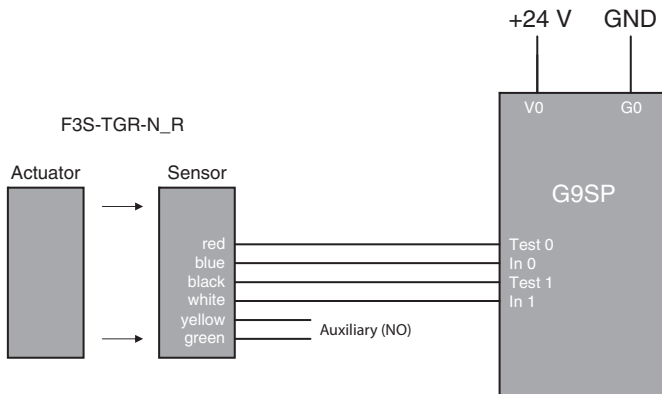 +24 V GND
V0 G0
F3S-TGR-N_R
Actuator Sensor
G9SP
red Test 0
blue In 0
black Test 1
white In 1
yellow
Auxiliary (NO)
green